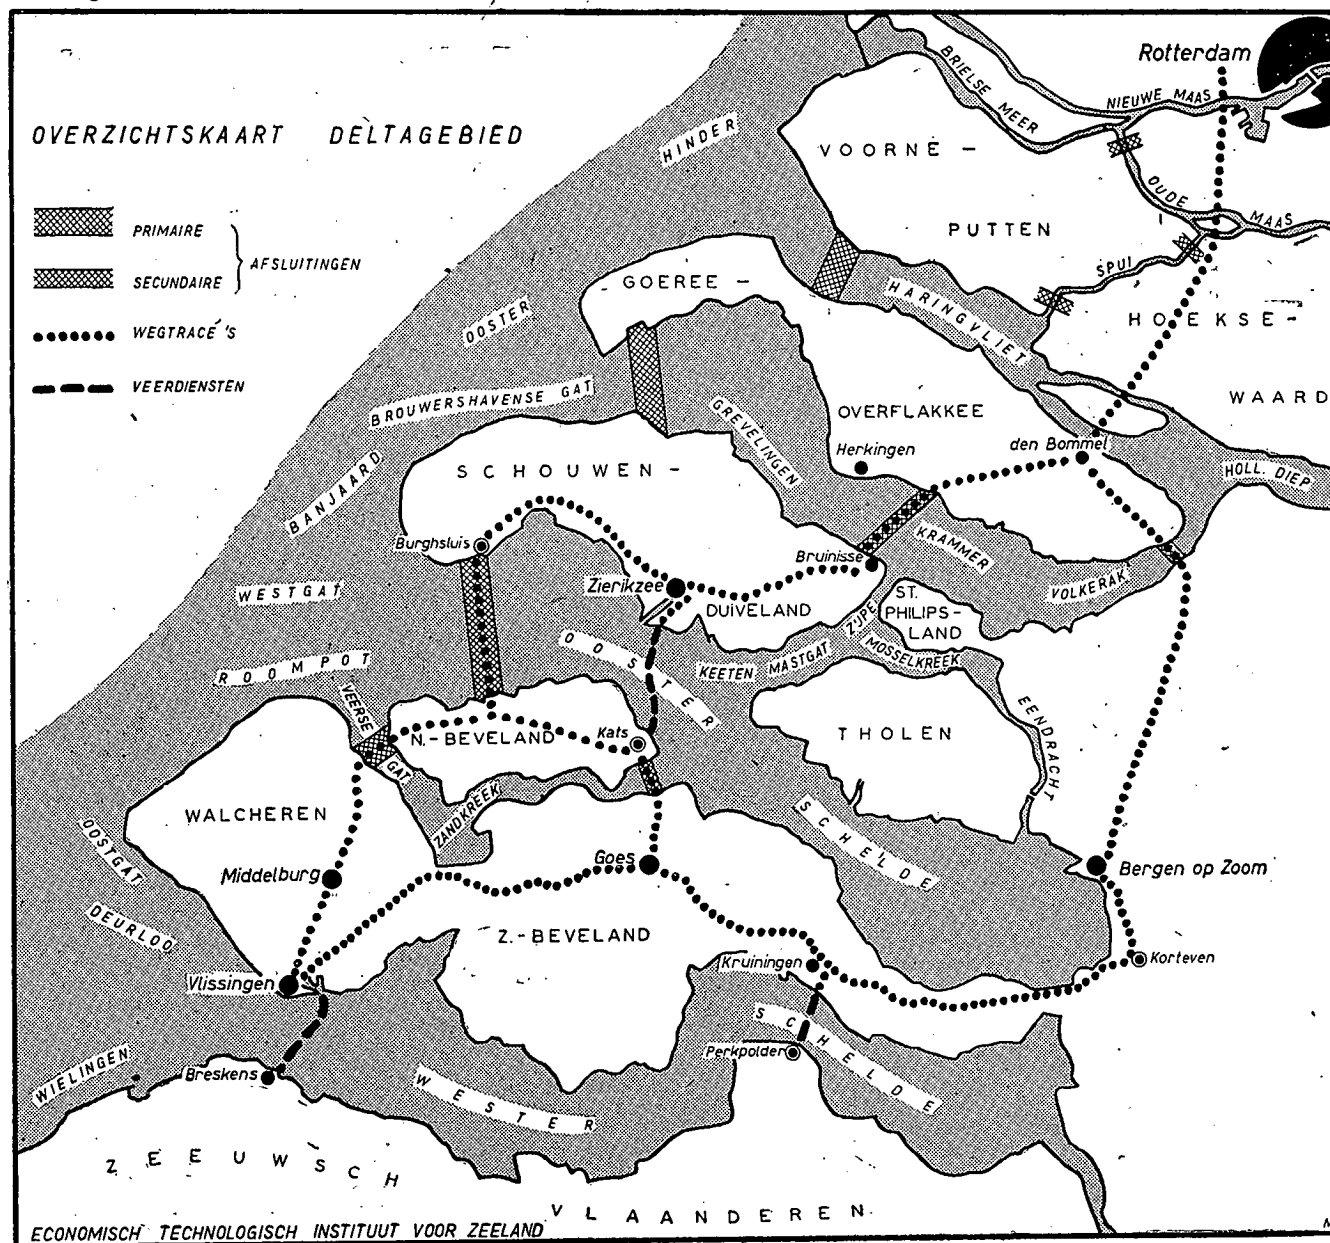 OVERZICHTSKAART DELTAGEBIED
PRIMAIRE
SECUNDAIRE
AFSLUITINGEN
WEGTRACÉ'S
VEERDIENSTEN
Rotterdam
NIEUWE MAAS
BRIELSE MEER
HINDER
VOORNE -
PUTTEN
OUDE MAAS
SPUI
HOEKSE -
WAARD
- GOEREE -
HARINGVLIET
OOSTER
BROUWERSHAVENSE GAT
GREVELINGEN
OVERFLAKKEE
Herkingen
den Bommel
HOLL. DIEP
BANJAARD
SCHOUWEN -
Burghsluis
Bruinisse
KRAMMER
VOLKERAK
WESTGAT
Zierikzee
DUIVELAND
ST.
PHILIPS -
LAND
ZIJPE
ROOMPOT
OOSTER
KEETEN MASTGAT
MOSSELKREEK
VEERSE
GAT
N.-BEVELAND
Kats
THOLEN
EENDRACHT
WALCHEREN
ZANDKREEK
SCHELDE
OOSTGAT
Middelburg
Goes
Bergen op Zoom
DEURLOO
Z.-BEVELAND
Kruiningen
Korteven
Vlissingen
SCHELDE
WIELINGEN
Breskens
Perkpolder
WESTER
ZEEUWSCH
VLAANDEREN
ECONOMISCH TECHNOLOGISCH INSTITUUT VOOR ZEELAND